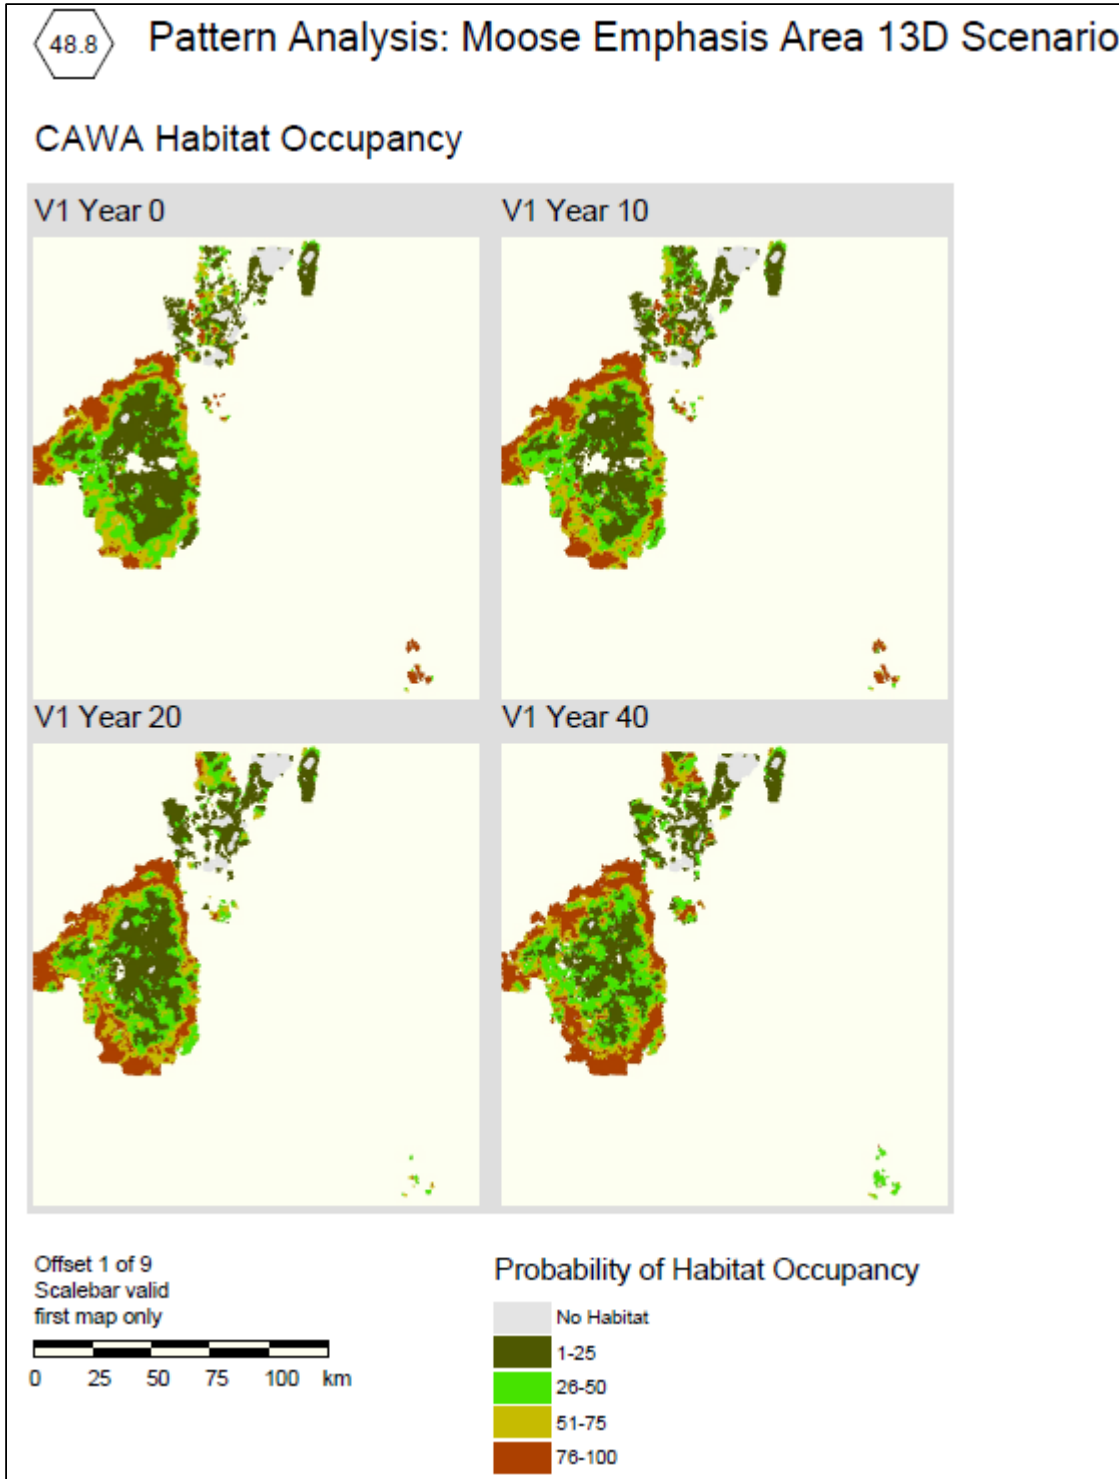 48.8
Pattern Analysis: Moose Emphasis Area 13D Scenario
CAWA Habitat Occupancy
V1 Year 0
V1 Year 10
V1 Year 20
V1 Year 40
Offset 1 of 9
Scalebar valid
first map only
0 25 50 75 100 km
Probability of Habitat Occupancy
No Habitat
1-25
26-50
51-75
76-100